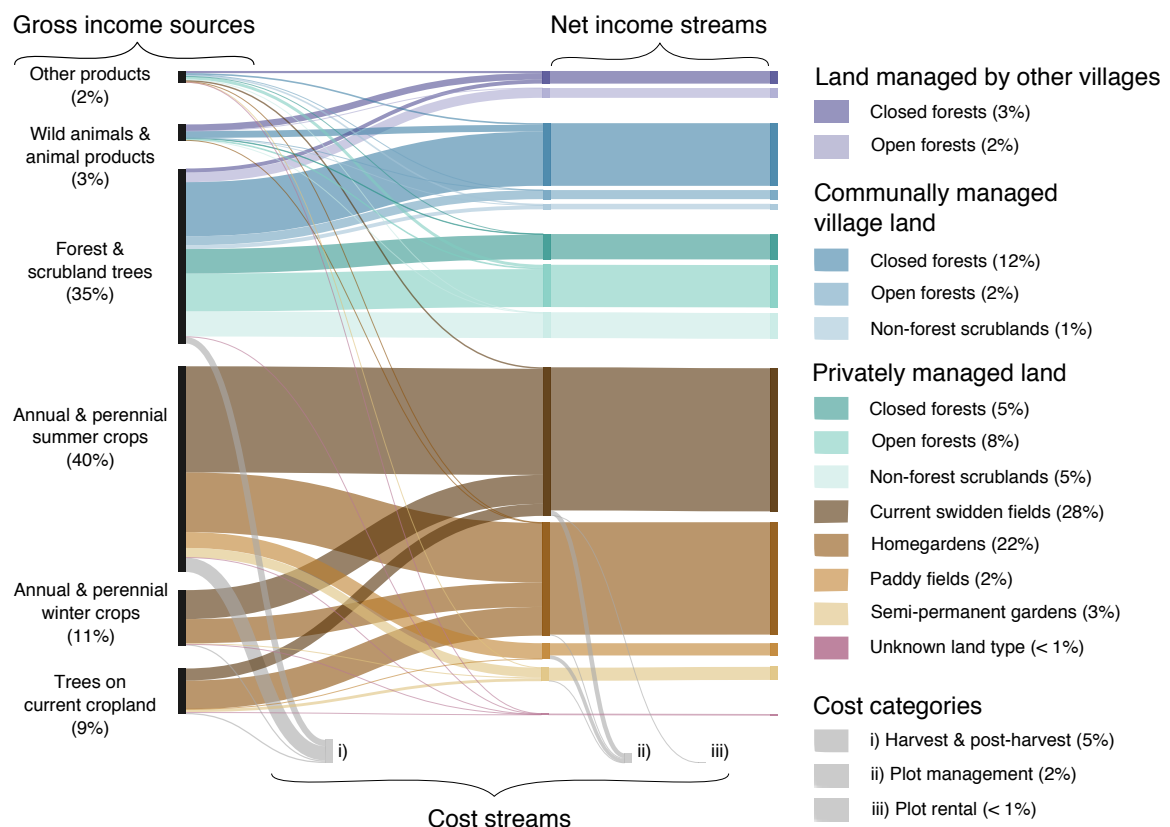 Gross income sources
Net income streams
Other products
(2%)
Wild animals &
animal products
(3%)
Forest &
scrubland trees
(35%)
Annual & perennial
summer crops
(40%)
Annual & perennial
winter crops
(11%)
Trees on
current cropland
(9%)
i)
ii)
iii)
Cost streams
Land managed by other villages
Closed forests (3%)
Open forests (2%)
Communally managed
village land
Closed forests (12%)
Open forests (2%)
Non-forest scrublands (1%)
Privately managed land
Closed forests (5%)
Open forests (8%)
Non-forest scrublands (5%)
Current swidden fields (28%)
Homegardens (22%)
Paddy fields (2%)
Semi-permanent gardens (3%)
Unknown land type (< 1%)
Cost categories
i) Harvest & post-harvest (5%)
ii) Plot management (2%)
iii) Plot rental (< 1%)